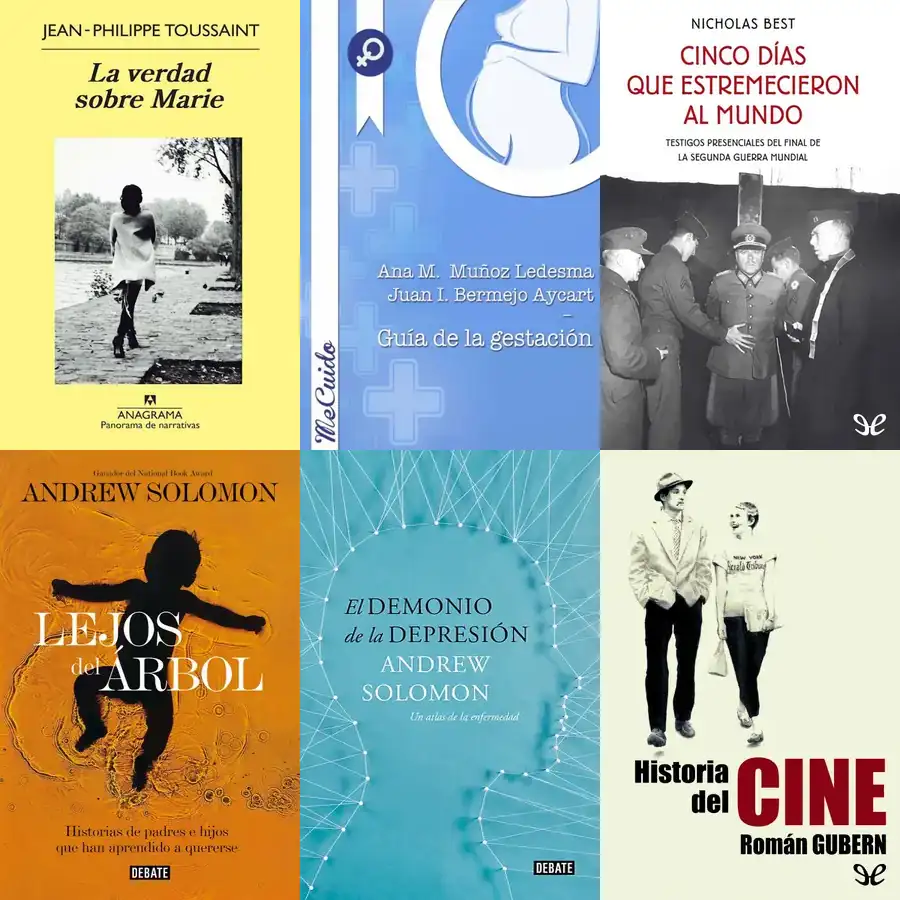 JEAN-PHILIPPE TOUSSAINT
La verdad
sobre Marie
ANAGRAMA
Panorama de narrativas
Ana M. Muñoz Ledesma
Juan I. Bermejo Aycart
–
Guía de la gestación
MeCuido
NICHOLAS BEST
CINCO DÍAS
QUE ESTREMECIERON
AL MUNDO
TESTIGOS PRESENCIALES DEL FINAL DE
LA SEGUNDA GUERRA MUNDIAL
Ganador del National Book Award
ANDREW SOLOMON
LEJOS
del ÁRBOL
Historias de padres e hijos
que han aprendido a quererse
DEBATE
El DEMONIO
de la DEPRESIÓN
ANDREW
SOLOMON
Un atlas de la enfermedad
DEBATE
NEW YORK
Herald Tribune
Historia
del CINE
Román GUBERN